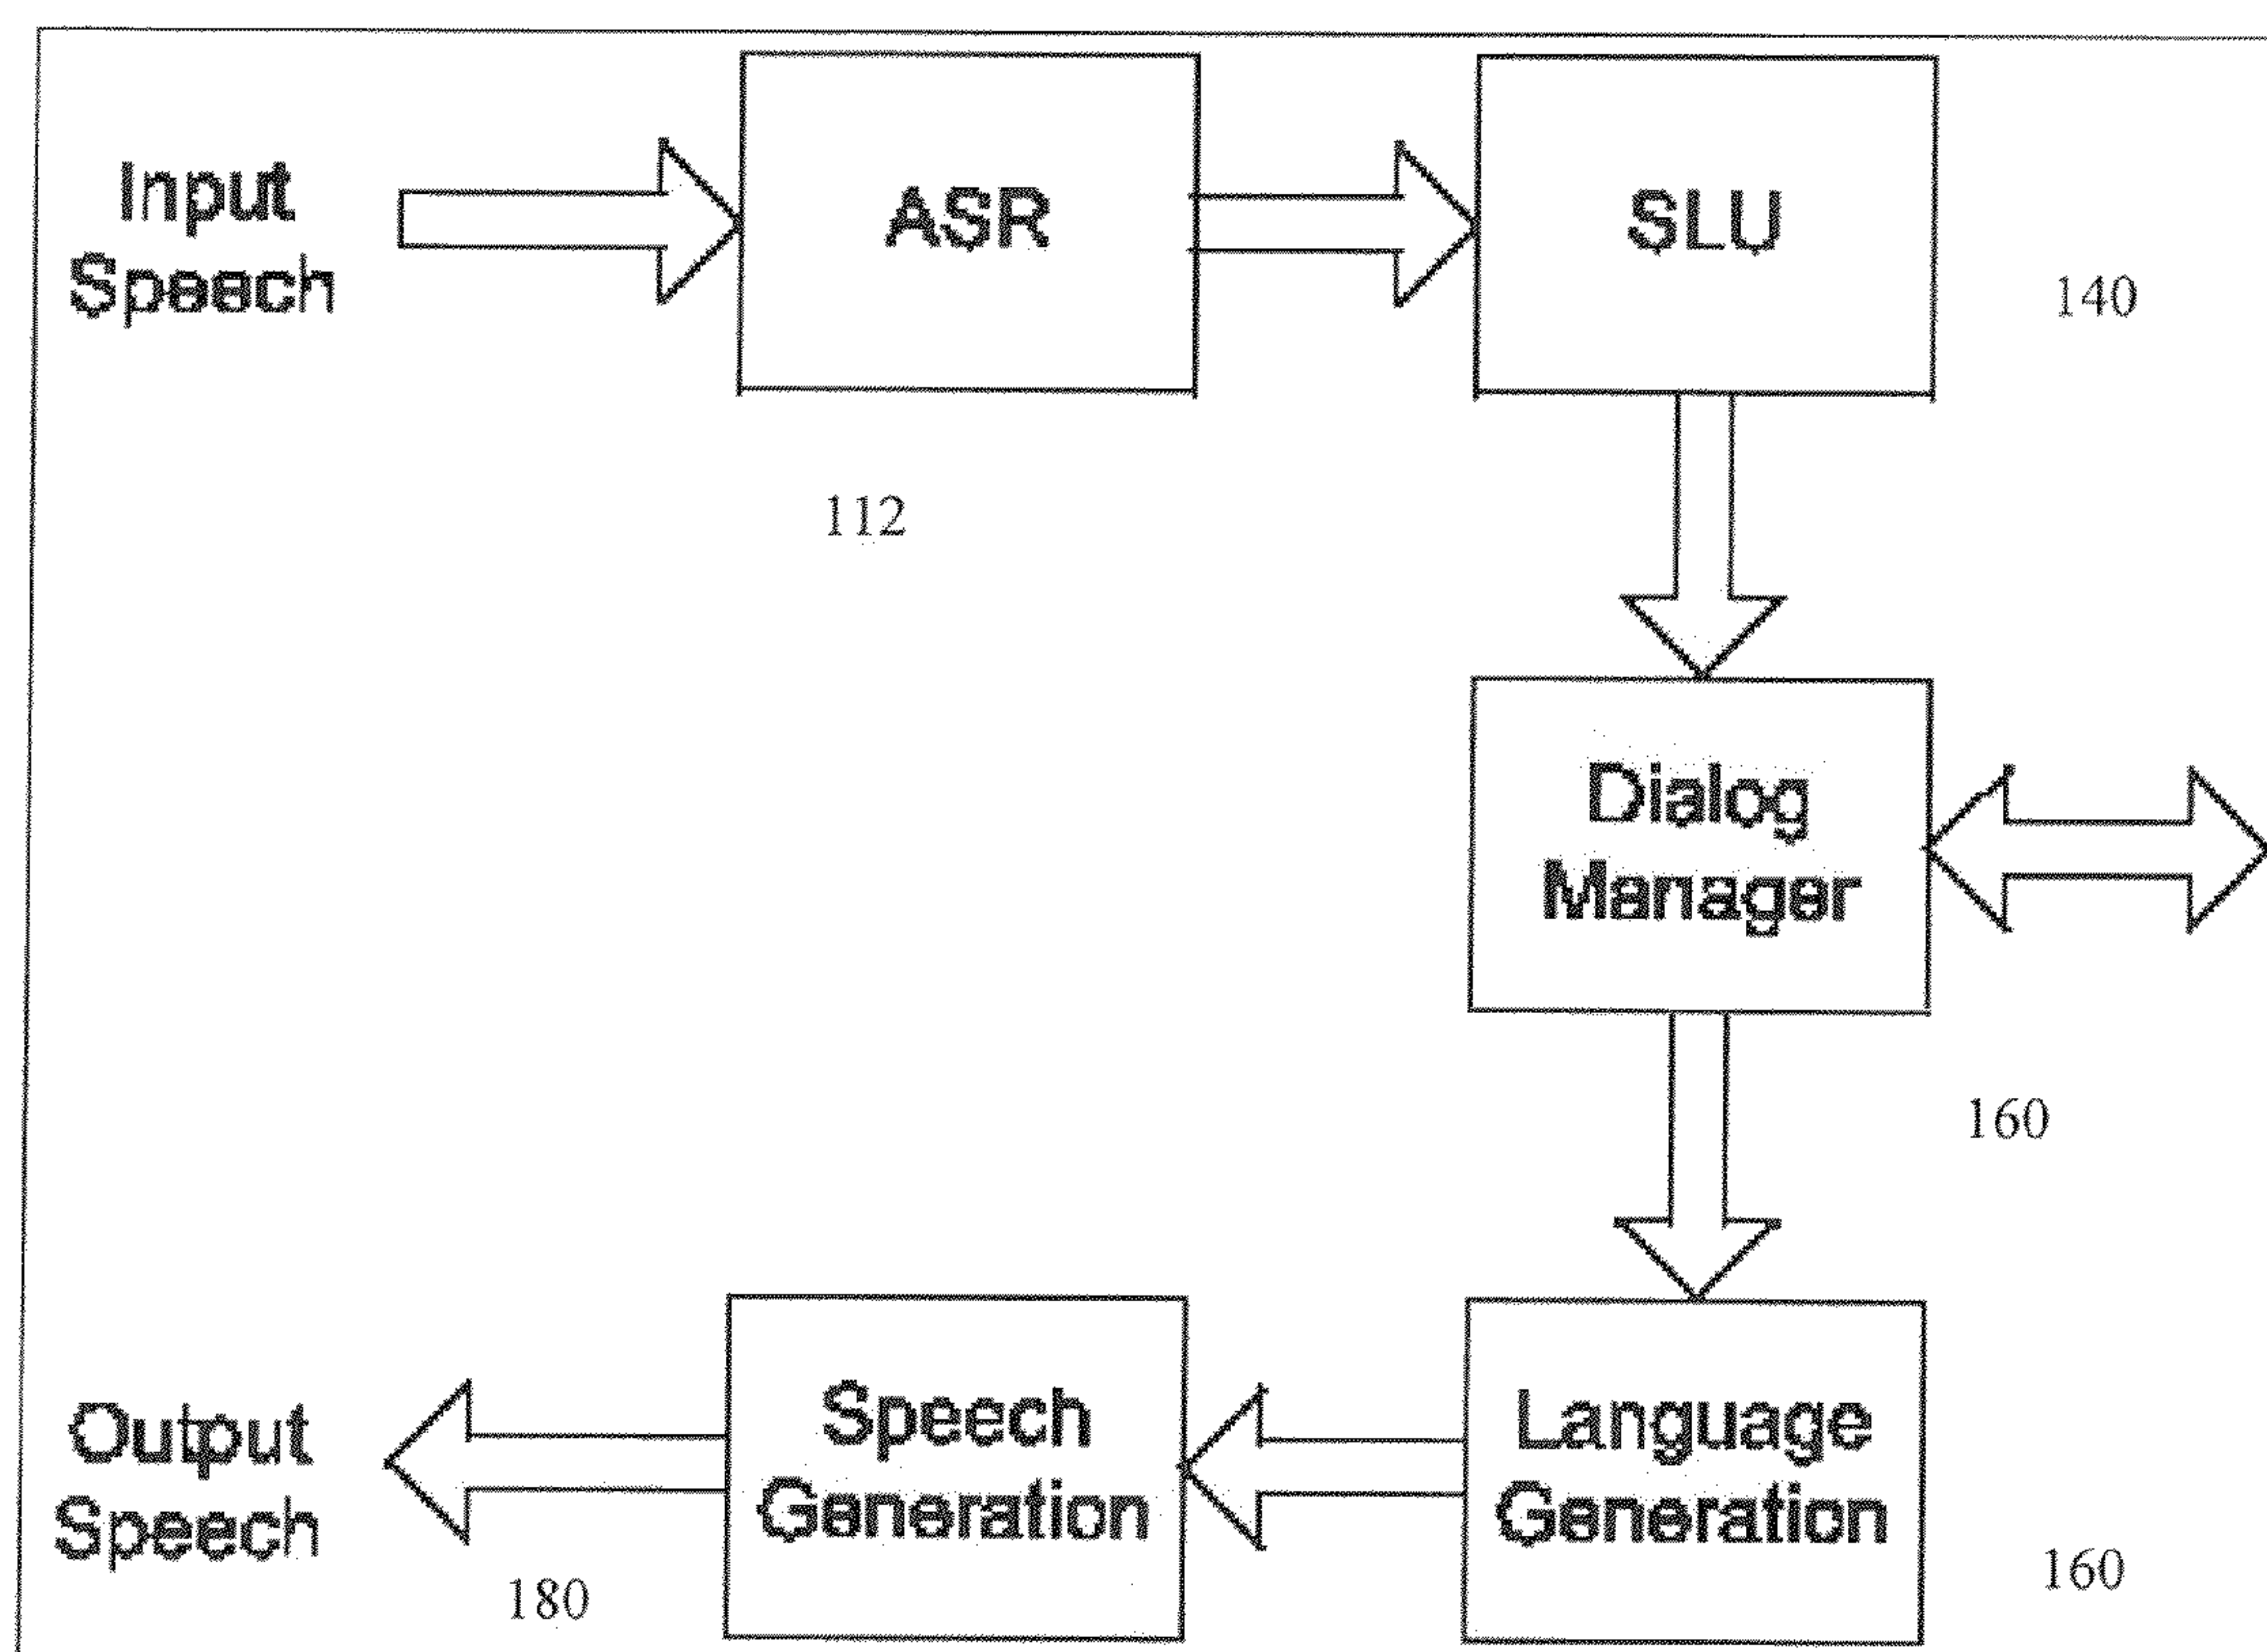 Input
Speech
ASR
SLU
140
112
Dialog
Manager
160
Output
Speech
Speech
Generation
Language
Generation
180
160